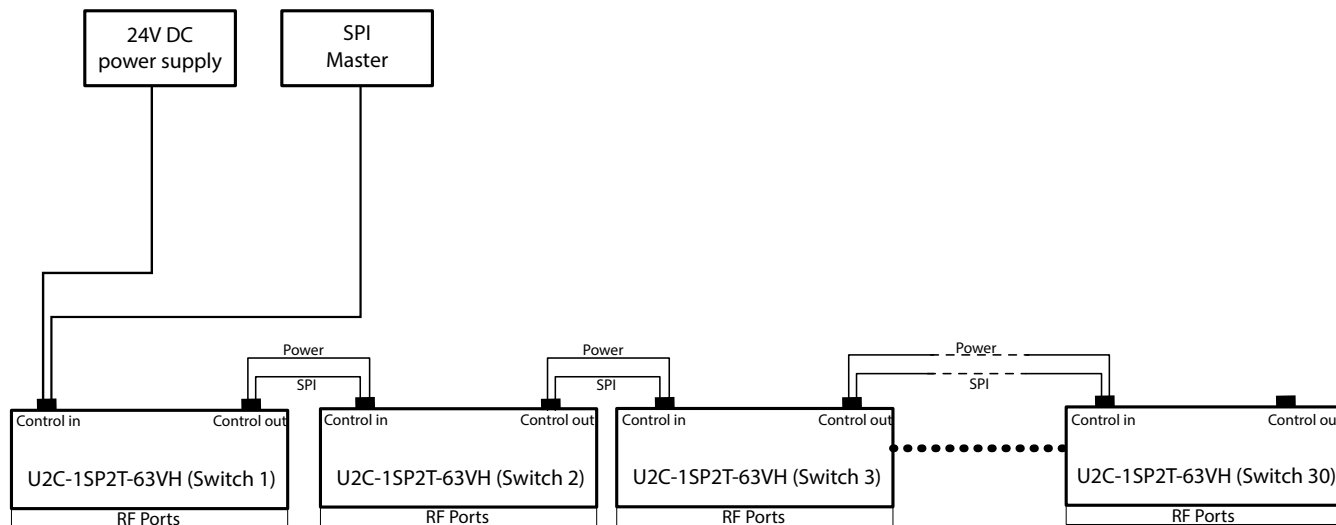 24V DC
power supply
SPI
Master
Power
SPI
Power
SPI
Power
SPI
Control in
Control out
Control in
Control out
Control in
Control out
Control in
Control ou
U2C-1SP2T-63VH (Switch 1)
U2C-1SP2T-63VH (Switch 2)
U2C-1SP2T-63VH (Switch 3)
U2C-1SP2T-63VH (Switch 30)
RF Ports
RF Ports
RF Ports
RF Ports